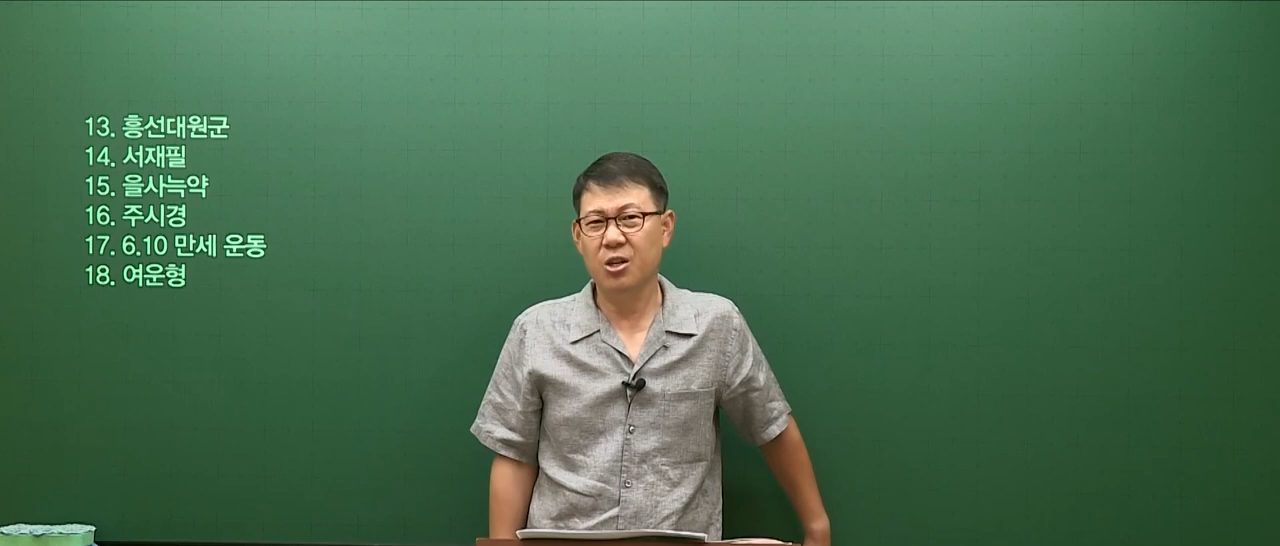 13. 흥선대원군
14. 서재필
15. 을사늑약
16. 주시경
17. 6.10 만세 운동
18. 여운형